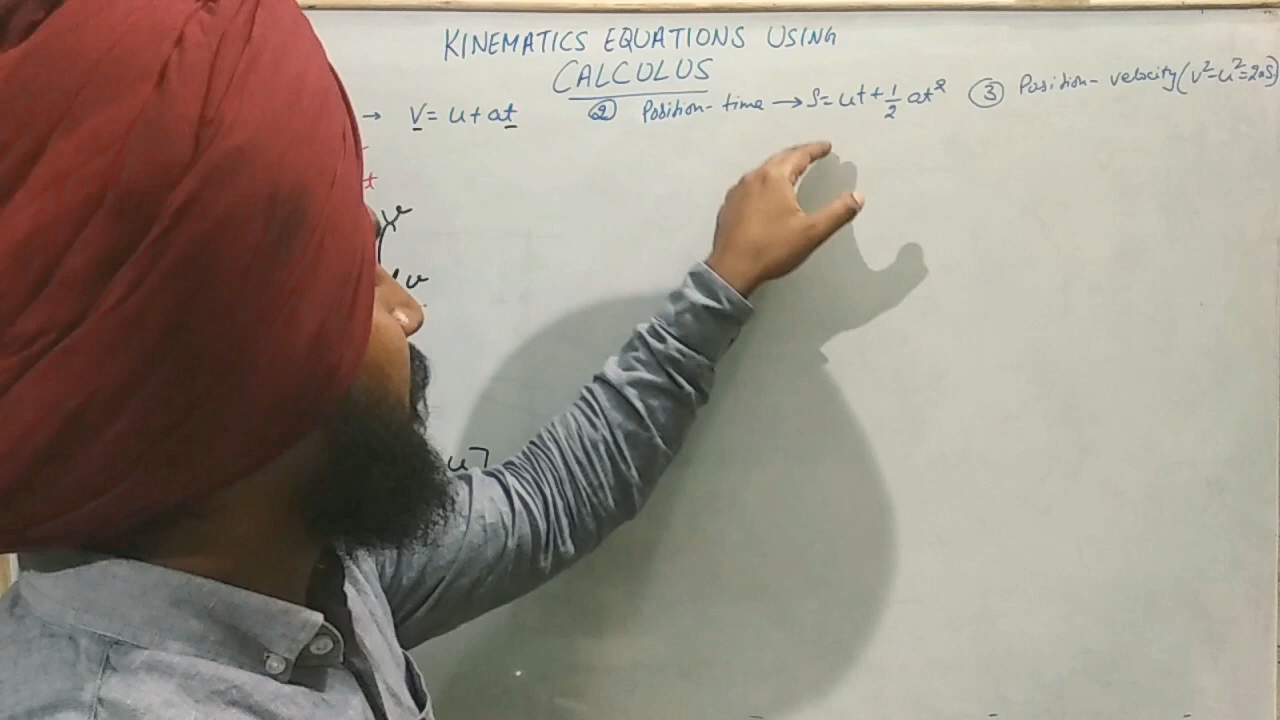 KINEMATICS EQUATIONS USING
CALCULUS
→ V = u + at
② Position-time → S = ut + 1/2 at²
③ Position-velocity (v² - u² = 2as)
t
u]